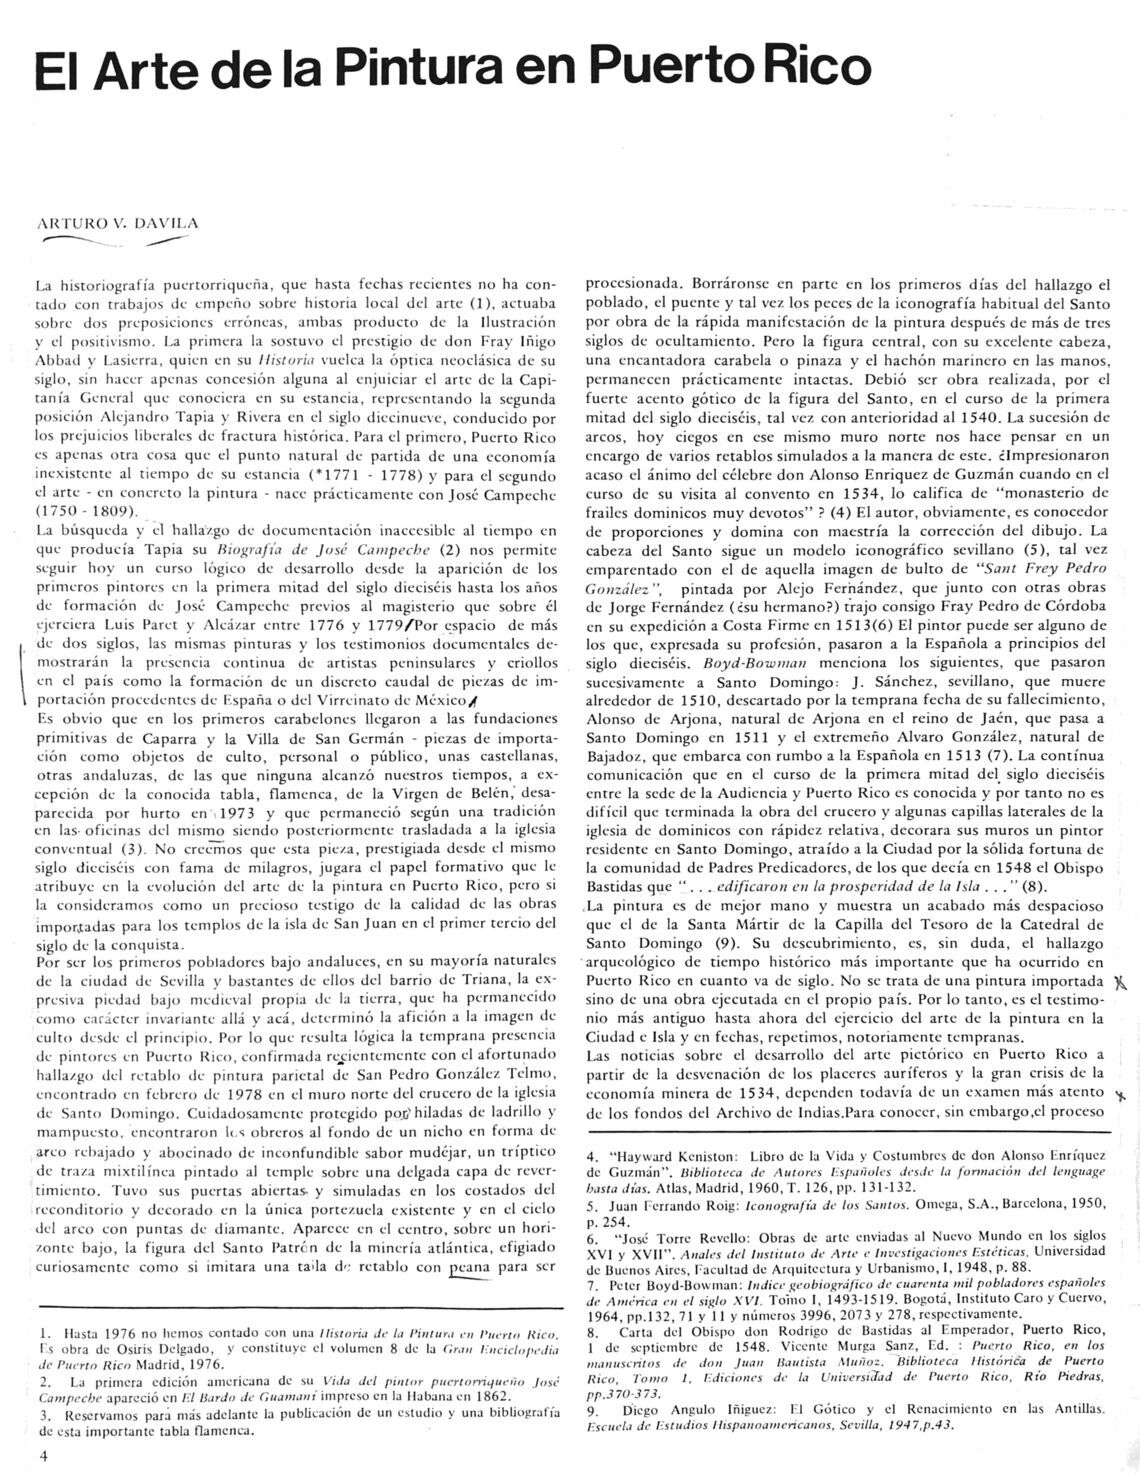 El Arte de la Pintura en Puerto Rico
ARTURO V. DAVILA
La historiografía puertorriqueña, que hasta fechas recientes no ha con-
tado con trabajos de empeño sobre historia local del arte (1), actuaba
sobre dos preposiciones erróneas, ambas producto de la Ilustración
y el positivismo. La primera la sostuvo el prestigio de don Fray Iñigo
Abbad y Lasierra, quien en su Historia vuelca la óptica neoclásica de su
siglo, sin hacer apenas concesión alguna al enjuiciar el arte de la Capi-
tanía General que conociera en su estancia, representando la segunda
posición Alejandro Tapia y Rivera en el siglo diecinueve, conducido por
los prejuicios liberales de fractura histórica. Para el primero, Puerto Rico
es apenas otra cosa que el punto natural de partida de una economía
inexistente al tiempo de su estancia (*1771 - 1778) y para el segundo
el arte - en concreto la pintura - nace prácticamente con José Campeche
(1750 - 1809).
La búsqueda y el hallazgo de documentación inaccesible al tiempo en
que producía Tapia su Biografía de José Campeche (2) nos permite
seguir hoy un curso lógico de desarrollo desde la aparición de los
primeros pintores en la primera mitad del siglo dieciséis hasta los años
de formación de José Campeche previos al magisterio que sobre él
ejerciera Luis Paret y Alcázar entre 1776 y 1779/Por espacio de más
de dos siglos, las mismas pinturas y los testimonios documentales de-
mostrarán la presencia continua de artistas peninsulares y criollos
en el país como la formación de un discreto caudal de piezas de im-
portación procedentes de España o del Virreinato de México/
Es obvio que en los primeros carabelones llegaron a las fundaciones
primitivas de Caparra y la Villa de San Germán - piezas de importa-
ción como objetos de culto, personal o público, unas castellanas,
otras andaluzas, de las que ninguna alcanzó nuestros tiempos, a ex-
cepción de la conocida tabla, flamenca, de la Virgen de Belén, desa-
parecida por hurto en 1973 y que permaneció según una tradición
en las oficinas del mismo siendo posteriormente trasladada a la iglesia
conventual (3). No creemos que esta pieza, prestigiada desde el mismo
siglo dieciséis con fama de milagros, jugara el papel formativo que le
atribuye en la evolución del arte de la pintura en Puerto Rico, pero si
la consideramos como un precioso testigo de la calidad de las obras
importadas para los templos de la isla de San Juan en el primer tercio del
siglo de la conquista.
Por ser los primeros pobladores bajo andaluces, en su mayoría naturales
de la ciudad de Sevilla y bastantes de ellos del barrio de Triana, la ex-
presiva piedad bajo medieval propia de la tierra, que ha permanecido
como carácter invariante allá y acá, determinó la afición a la imagen de
culto desde el principio. Por lo que resulta lógica la temprana presencia
de pintores en Puerto Rico, confirmada recientemente con el afortunado
hallazgo del retablo de pintura parietal de San Pedro González Telmo,
encontrado en febrero de 1978 en el muro norte del crucero de la iglesia
de Santo Domingo. Cuidadosamente protegido por hiladas de ladrillo y
mampuesto, encontraron los obreros al fondo de un nicho en forma de
arco rebajado y abocinado de inconfundible sabor mudéjar, un tríptico
de traza mixtilínea pintado al temple sobre una delgada capa de rever-
timiento. Tuvo sus puertas abiertas y simuladas en los costados del
reconditorio y decorado en la única portezuela existente y en el cielo
del arco con puntas de diamante. Aparece en el centro, sobre un hori-
zonte bajo, la figura del Santo Patrón de la minería atlántica, efigiado
curiosamente como si imitara una tabla de retablo con peana para ser
1. Hasta 1976 no hemos contado con una Historia de la Pintura en Puerto Rico.
Es obra de Osiris Delgado, y constituye el volumen 8 de la Gran Enciclopedia
de Puerto Rico Madrid, 1976.
2. La primera edición americana de su Vida del pintor puertorriqueño José
Campeche apareció en El Bardo de Guamaní impreso en la Habana en 1862.
3. Reservamos para más adelante la publicación de un estudio y una bibliografía
de esta importante tabla flamenca.
4
procesionada. Borráronse en parte en los primeros días del hallazgo el
poblado, el puente y tal vez los peces de la iconografía habitual del Santo
por obra de la rápida manifestación de la pintura después de más de tres
siglos de ocultamiento. Pero la figura central, con su excelente cabeza,
una encantadora carabela o pinaza y el hachón marinero en las manos,
permanecen prácticamente intactas. Debió ser obra realizada, por el
fuerte acento gótico de la figura del Santo, en el curso de la primera
mitad del siglo dieciséis, tal vez con anterioridad al 1540. La sucesión de
arcos, hoy ciegos en ese mismo muro norte nos hace pensar en un
encargo de varios retablos simulados a la manera de este. ¿Impresionaron
acaso el ánimo del célebre don Alonso Enriquez de Guzmán cuando en el
curso de su visita al convento en 1534, lo califica de "monasterio de
frailes dominicos muy devotos" ? (4) El autor, obviamente, es conocedor
de proporciones y domina con maestría la corrección del dibujo. La
cabeza del Santo sigue un modelo iconográfico sevillano (5), tal vez
emparentado con el de aquella imagen de bulto de "Sant Frey Pedro
González", pintada por Alejo Fernández, que junto con otras obras
de Jorge Fernández (¿su hermano?) trajo consigo Fray Pedro de Córdoba
en su expedición a Costa Firme en 1513(6) El pintor puede ser alguno de
los que, expresada su profesión, pasaron a la Española a principios del
siglo dieciséis. Boyd-Bowman menciona los siguientes, que pasaron
sucesivamente a Santo Domingo: J. Sánchez, sevillano, que muere
alrededor de 1510, descartado por la temprana fecha de su fallecimiento,
Alonso de Arjona, natural de Arjona en el reino de Jaén, que pasa a
Santo Domingo en 1511 y el extremeño Alvaro González, natural de
Bajadoz, que embarca con rumbo a la Española en 1513 (7). La contínua
comunicación que en el curso de la primera mitad del siglo dieciséis
entre la sede de la Audiencia y Puerto Rico es conocida y por tanto no es
difícil que terminada la obra del crucero y algunas capillas laterales de la
iglesia de dominicos con rápidez relativa, decorara sus muros un pintor
residente en Santo Domingo, atraído a la Ciudad por la sólida fortuna de
la comunidad de Padres Predicadores, de los que decía en 1548 el Obispo
Bastidas que ". . . edificaron en la prosperidad de la Isla . . ." (8).
La pintura es de mejor mano y muestra un acabado más despacioso
que el de la Santa Mártir de la Capilla del Tesoro de la Catedral de
Santo Domingo (9). Su descubrimiento, es, sin duda, el hallazgo
arqueológico de tiempo histórico más importante que ha ocurrido en
Puerto Rico en cuanto va de siglo. No se trata de una pintura importada
sino de una obra ejecutada en el propio país. Por lo tanto, es el testimo-
nio más antiguo hasta ahora del ejercicio del arte de la pintura en la
Ciudad e Isla y en fechas, repetimos, notoriamente tempranas.
Las noticias sobre el desarrollo del arte pictórico en Puerto Rico a
partir de la desvenación de los placeres auríferos y la gran crisis de la
economía minera de 1534, dependen todavía de un examen más atento
de los fondos del Archivo de Indias.Para conocer, sin embargo,el proceso
4. "Hayward Keniston: Libro de la Vida y Costumbres de don Alonso Enríquez
de Guzmán". Biblioteca de Autores Españoles desde la formación del lenguage
hasta días. Atlas, Madrid, 1960, T. 126, pp. 131-132.
5. Juan Ferrando Roig: Iconografía de los Santos. Omega, S.A., Barcelona, 1950,
p. 254.
6. "José Torre Revello: Obras de arte enviadas al Nuevo Mundo en los siglos
XVI y XVII". Anales del Instituto de Arte e Investigaciones Estéticas, Universidad
de Buenos Aires, Facultad de Arquitectura y Urbanismo, I, 1948, p. 88.
7. Peter Boyd-Bowman: Indice geobiográfico de cuarenta mil pobladores españoles
de América en el siglo XVI. Tomo I, 1493-1519. Bogotá, Instituto Caro y Cuervo,
1964, pp.132, 71 y 11 y números 3996, 2073 y 278, respectivamente.
8. Carta del Obispo don Rodrigo de Bastidas al Emperador, Puerto Rico,
1 de septiembre de 1548. Vicente Murga Sanz, Ed. : Puerto Rico, en los
manuscritos de don Juan Bautista Muñoz. Biblioteca Histórica de Puerto
Rico, Tomo 1, Ediciones de la Universidad de Puerto Rico, Río Piedras,
pp.370-373.
9. Diego Angulo Iñiguez: El Gótico y el Renacimiento en las Antillas.
Escuela de Estudios Hispanoamericanos, Sevilla, 1947,p.43.